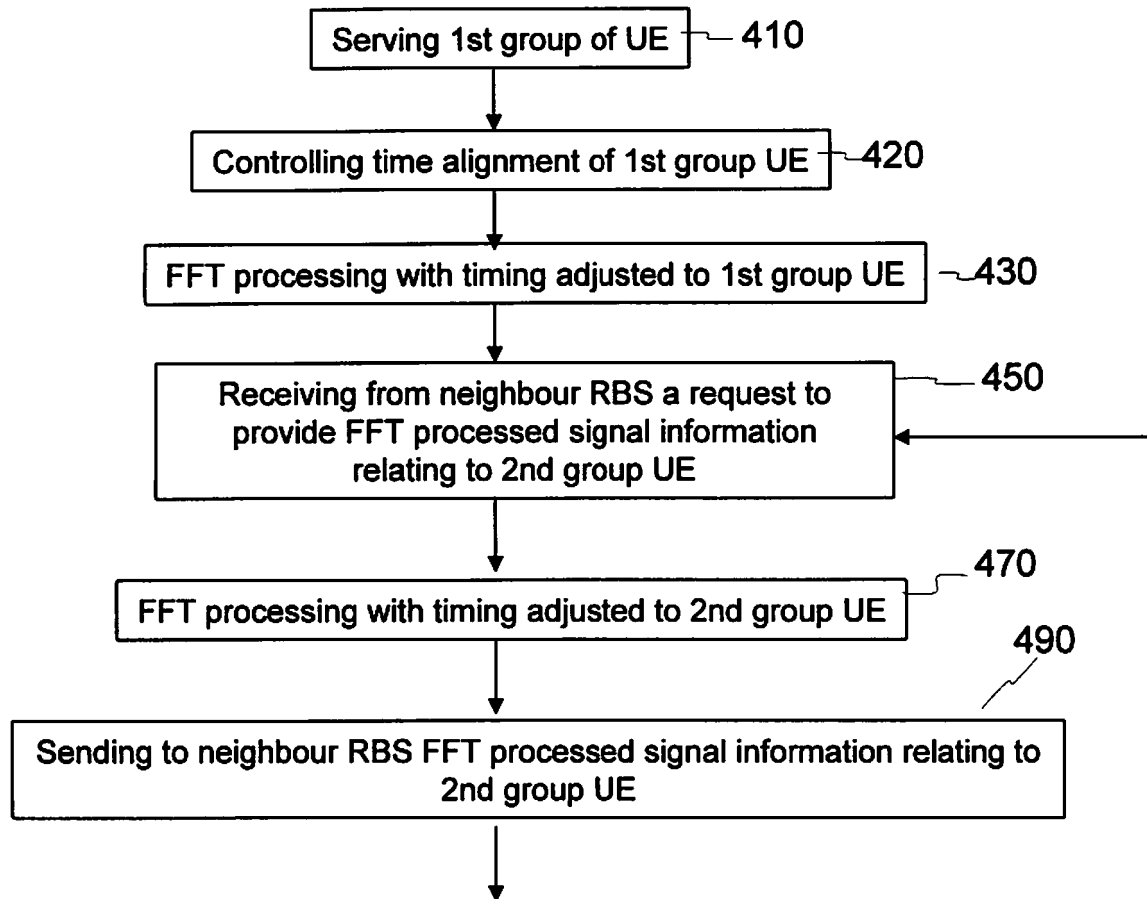 Serving 1st group of UE
410
Controlling time alignment of 1st group UE
420
FFT processing with timing adjusted to 1st group UE
430
Receiving from neighbour RBS a request to
provide FFT processed signal information
relating to 2nd group UE
450
FFT processing with timing adjusted to 2nd group UE
470
490
Sending to neighbour RBS FFT processed signal information relating to
2nd group UE